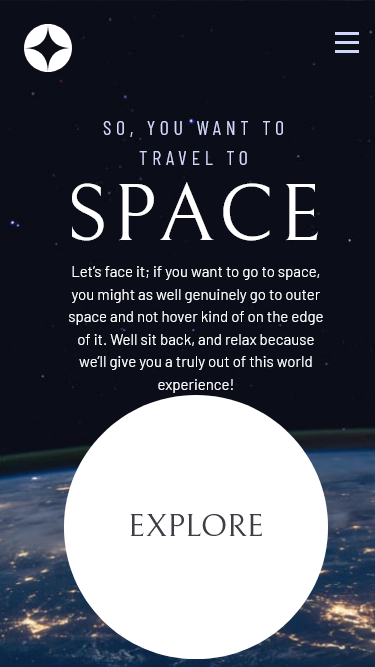 SO, YOU WANT TO
TRAVEL TO
SPACE
Let’s face it; if you want to go to space,
you might as well genuinely go to outer
space and not hover kind of on the edge
of it. Well sit back, and relax because
we’ll give you a truly out of this world
experience!
EXPLORE